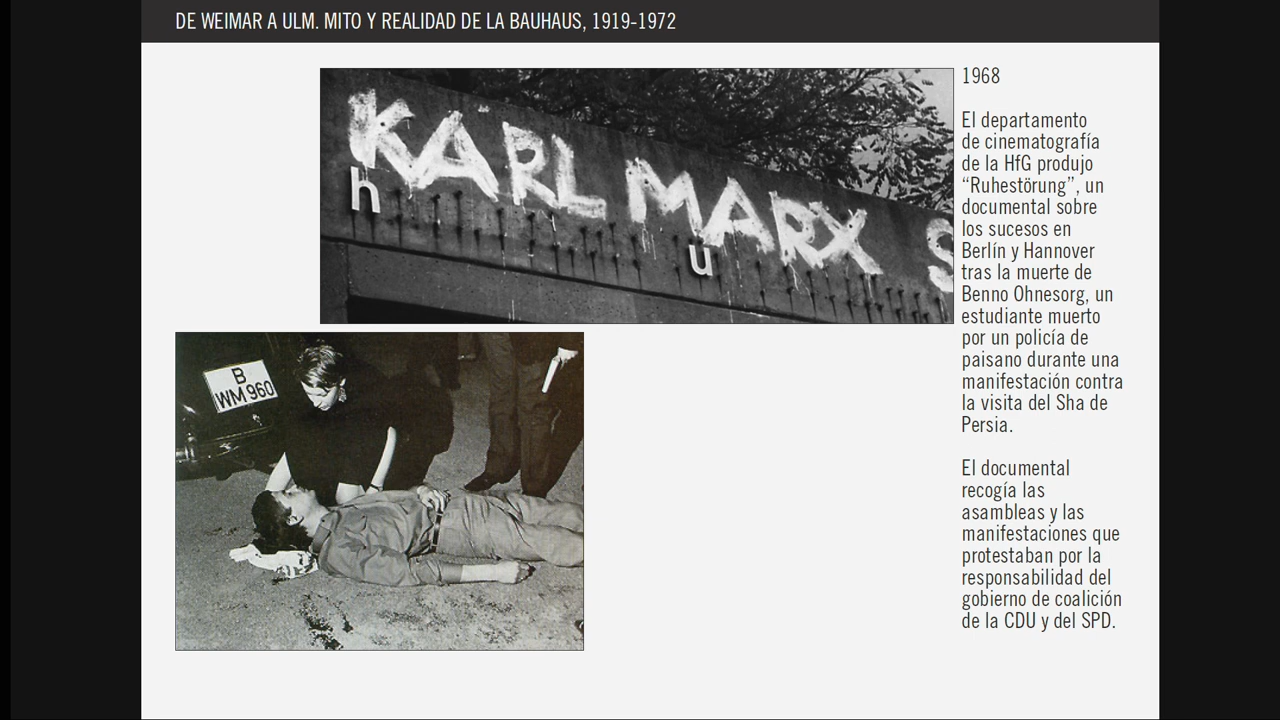 DE WEIMAR A ULM. MITO Y REALIDAD DE LA BAUHAUS, 1919-1972
KARL MARX S
h
u
1968
El departamento
de cinematografía
de la HfG produjo
“Ruhestörung”, un
documental sobre
los sucesos en
Berlín y Hannover
tras la muerte de
Benno Ohnesorg, un
estudiante muerto
por un policía de
paisano durante una
manifestación contra
la visita del Sha de
Persia.
El documental
recogía las
asambleas y las
manifestaciones que
protestaban por la
responsabilidad del
gobierno de coalición
de la CDU y del SPD.
B
WM 960